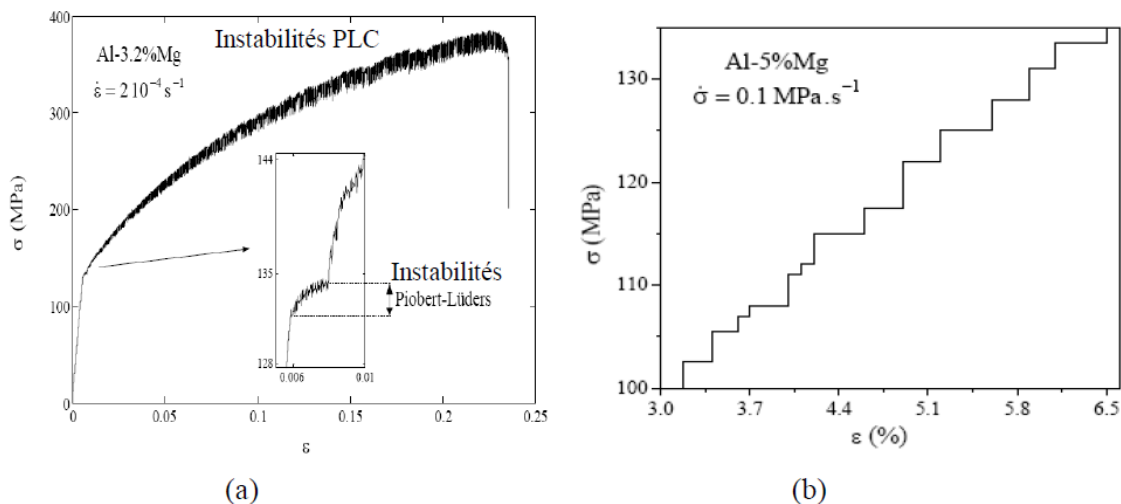 400
Instabilités PLC
Al-3.2%Mg
ε̇ = 2 10⁻⁴ s⁻¹
300
σ (MPa)
200
100
0
144
135
128
0.006
0.01
Instabilités
Piobert-Lüders
0
0.05
0.1
0.15
0.2
0.25
ε
(a)
Al-5%Mg
σ̇ = 0.1 MPa.s⁻¹
130
120
110
100
σ (MPa)
3.0
3.7
4.4
5.1
5.8
6.5
ε (%)
(b)